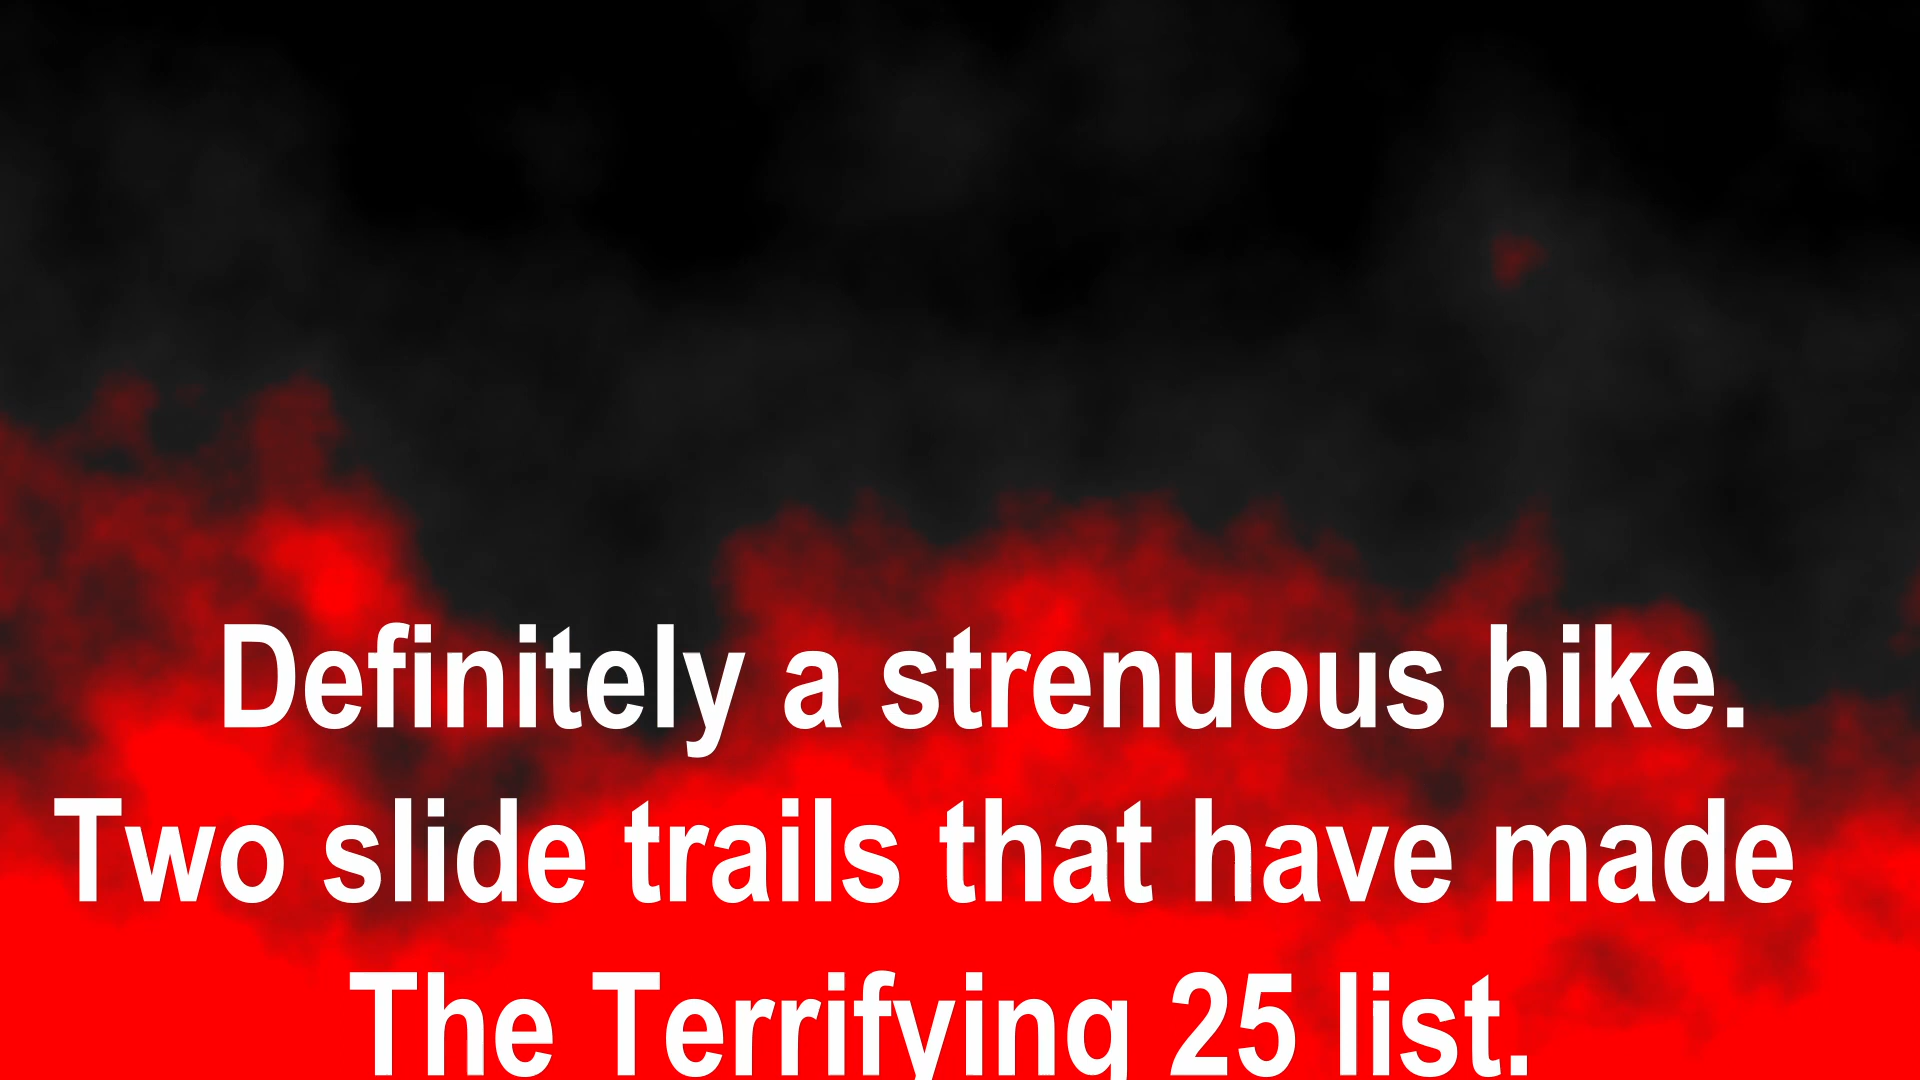 Definitely a strenuous hike.
Two slide trails that have made
The Terrifying 25 list.